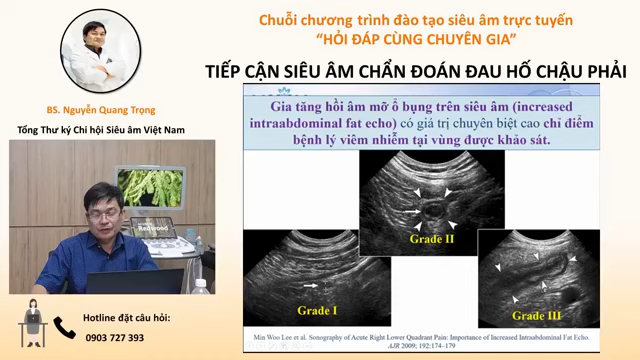 Chuỗi chương trình đào tạo siêu âm trực tuyến
“HỎI ĐÁP CÙNG CHUYÊN GIA”
TIẾP CẬN SIÊU ÂM CHẨN ĐOÁN ĐAU HỐ CHẬU PHẢI
BS. Nguyễn Quang Trọng
Tổng Thư ký Chi hội Siêu âm Việt Nam
Gia tăng hồi âm mỡ ổ bụng trên siêu âm (increased
intraabdominal fat echo) có giá trị chuyên biệt cao chỉ điểm
bệnh lý viêm nhiễm tại vùng được khảo sát.
Grade II
Grade I
Grade III
Min Woo Lee et al. Sonography of Acute Right Lower Quadrant Pain: Importance of Increased Intraabdominal Fat Echo.
AJR 2009; 192:174–179
Hotline đặt câu hỏi:
0903 727 393